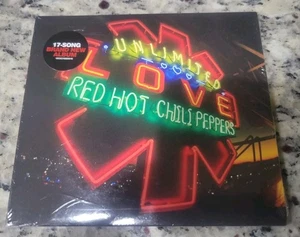 17-SONG
BRAND NEW
ALBUM
UNLIMITED
LOVE
RED HOT CHILI PEPPERS